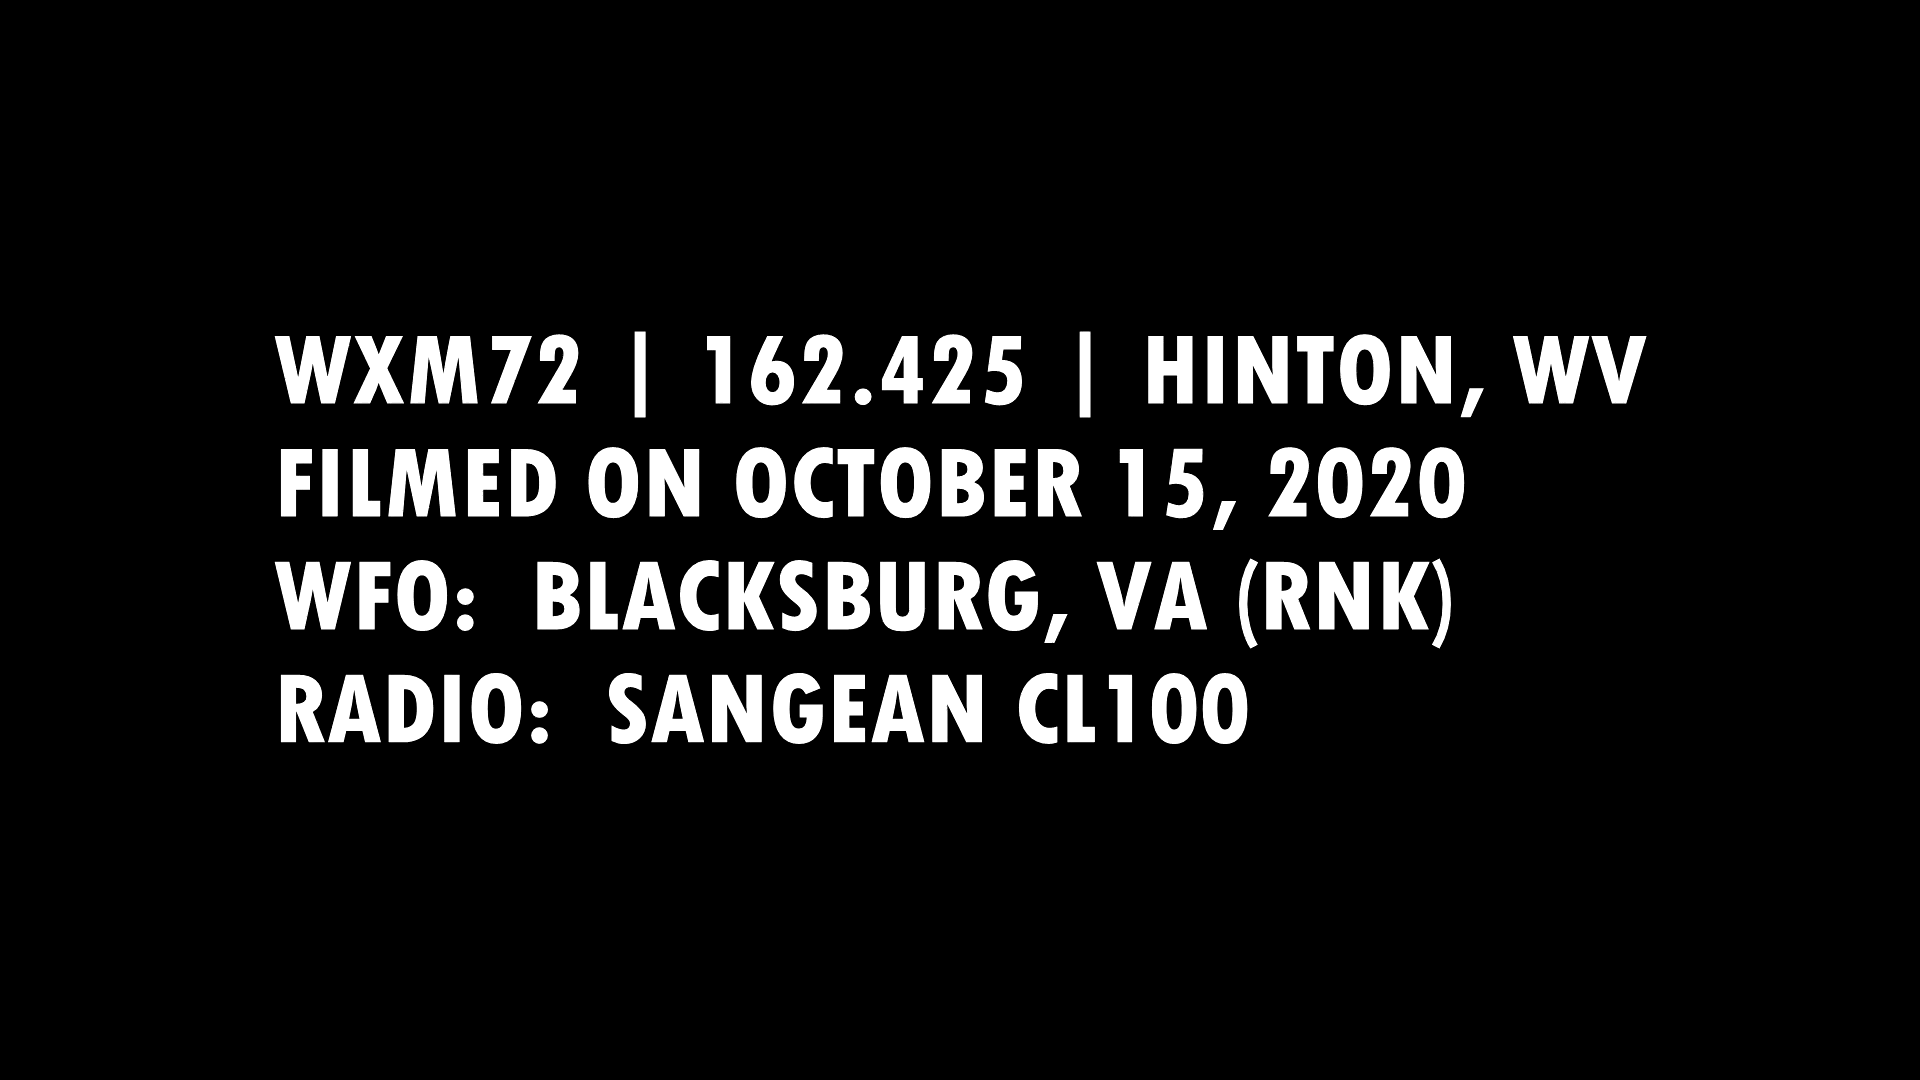 WXM72 | 162.425 | HINTON, WV
FILMED ON OCTOBER 15, 2020
WFO:  BLACKSBURG, VA (RNK)
RADIO:  SANGEAN CL100